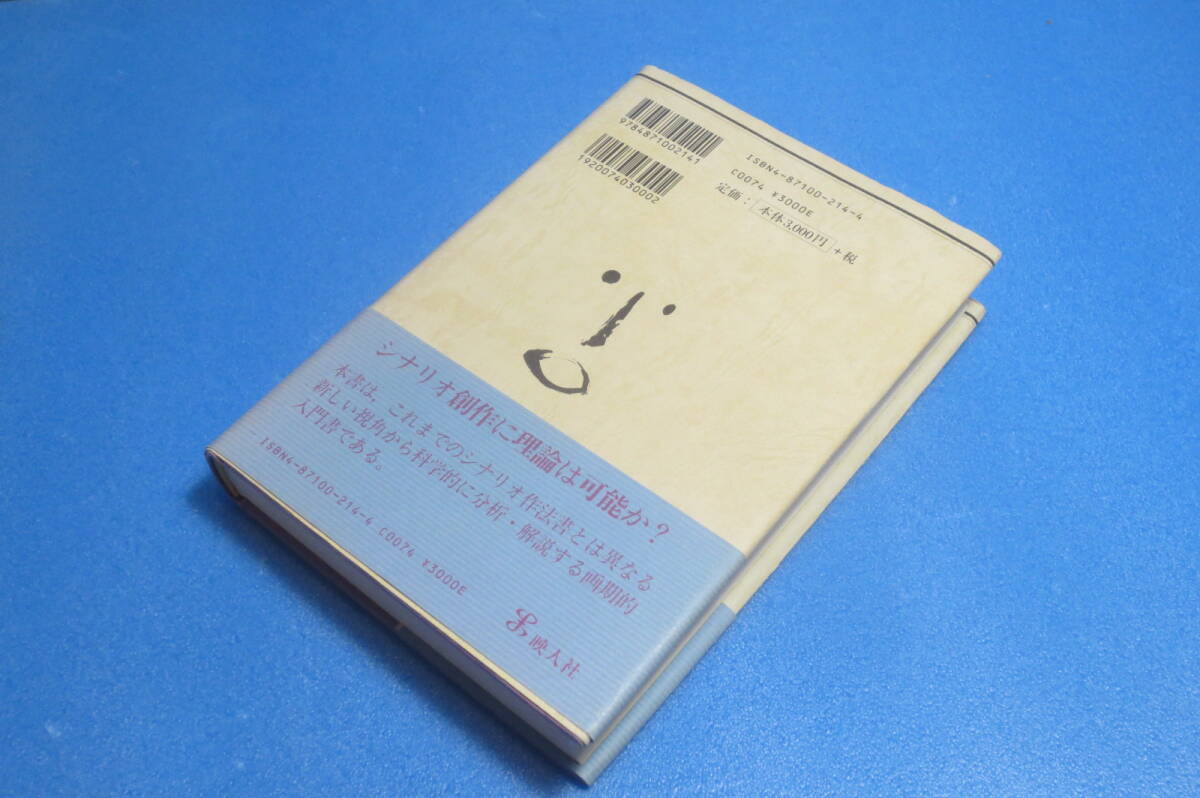 9784871002141
1920074030002
ISBN4-87100-214-4
C0074 ¥3000E
定価：本体3,000円＋税
シナリオ創作に理論は可能か？
本書は、これまでのシナリオ作法書とは異なる
新しい視角から科学的に分析・解説する画期的
入門書である。
ISBN4-87100-214-4 C0074 ¥3000E
映人社